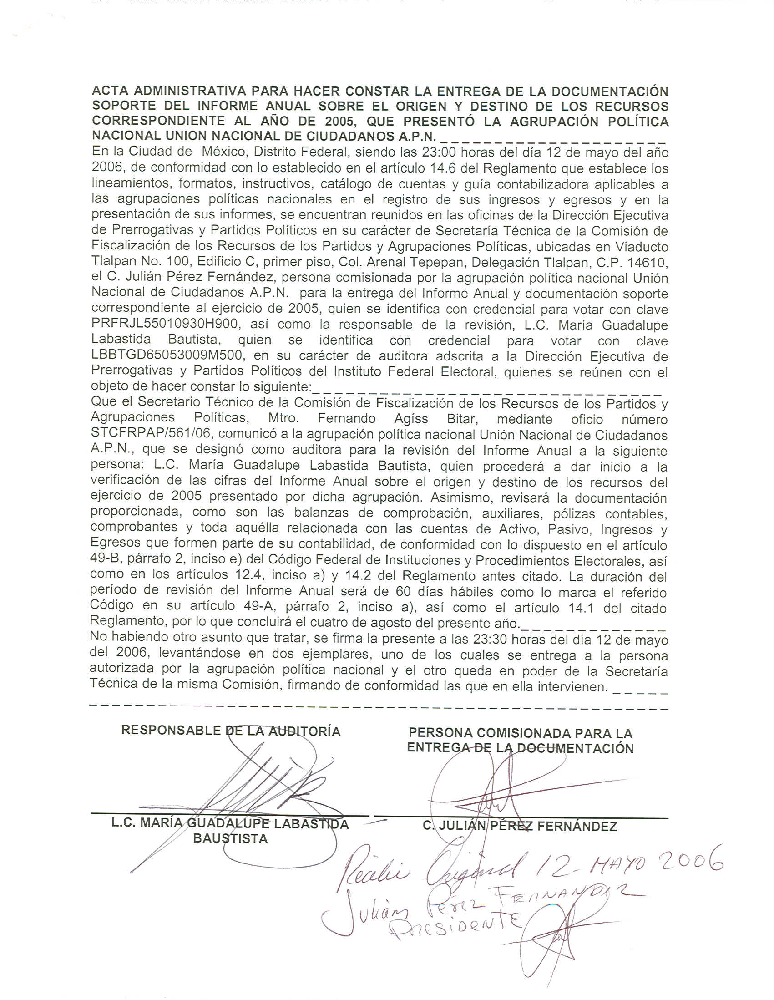 ACTA ADMINISTRATIVA PARA HACER CONSTAR LA ENTREGA DE LA DOCUMENTACIÓN
SOPORTE DEL INFORME ANUAL SOBRE EL ORIGEN Y DESTINO DE LOS RECURSOS
CORRESPONDIENTE AL AÑO DE 2005, QUE PRESENTÓ LA AGRUPACIÓN POLÍTICA
NACIONAL UNION NACIONAL DE CIUDADANOS A.P.N. _ _ _ _ _ _ _ _ _ _ _ _ _ _ _ _ _ _ _ _
En la Ciudad de México, Distrito Federal, siendo las 23:00 horas del día 12 de mayo del año
2006, de conformidad con lo establecido en el artículo 14.6 del Reglamento que establece los
lineamientos, formatos, instructivos, catálogo de cuentas y guía contabilizadora aplicables a
las agrupaciones políticas nacionales en el registro de sus ingresos y egresos y en la
presentación de sus informes, se encuentran reunidos en las oficinas de la Dirección Ejecutiva
de Prerrogativas y Partidos Políticos en su carácter de Secretaría Técnica de la Comisión de
Fiscalización de los Recursos de los Partidos y Agrupaciones Políticas, ubicadas en Viaducto
Tlalpan No. 100, Edificio C, primer piso, Col. Arenal Tepepan, Delegación Tlalpan, C.P. 14610,
el C. Julián Pérez Fernández, persona comisionada por la agrupación política nacional Unión
Nacional de Ciudadanos A.P.N. para la entrega del Informe Anual y documentación soporte
correspondiente al ejercicio de 2005, quien se identifica con credencial para votar con clave
PRFRJL55010930H900, así como la responsable de la revisión, L.C. María Guadalupe
Labastida Bautista, quien se identifica con credencial para votar con clave
LBBTGD65053009M500, en su carácter de auditora adscrita a la Dirección Ejecutiva de
Prerrogativas y Partidos Políticos del Instituto Federal Electoral, quienes se reúnen con el
objeto de hacer constar lo siguiente:_ _ _ _ _ _ _ _ _ _ _ _ _ _ _ _ _ _ _ _ _ _ _ _ _ _ _ _ _ _ _
Que el Secretario Técnico de la Comisión de Fiscalización de los Recursos de los Partidos y
Agrupaciones Políticas, Mtro. Fernando Agíss Bitar, mediante oficio número
STCFRPAP/561/06, comunicó a la agrupación política nacional Unión Nacional de Ciudadanos
A.P.N., que se designó como auditora para la revisión del Informe Anual a la siguiente
persona: L.C. María Guadalupe Labastida Bautista, quien procederá a dar inicio a la
verificación de las cifras del Informe Anual sobre el origen y destino de los recursos del
ejercicio de 2005 presentado por dicha agrupación. Asimismo, revisará la documentación
proporcionada, como son las balanzas de comprobación, auxiliares, pólizas contables,
comprobantes y toda aquélla relacionada con las cuentas de Activo, Pasivo, Ingresos y
Egresos que formen parte de su contabilidad, de conformidad con lo dispuesto en el artículo
49-B, párrafo 2, inciso e) del Código Federal de Instituciones y Procedimientos Electorales, así
como en los artículos 12.4, inciso a) y 14.2 del Reglamento antes citado. La duración del
período de revisión del Informe Anual será de 60 días hábiles como lo marca el referido
Código en su artículo 49-A, párrafo 2, inciso a), así como el artículo 14.1 del citado
Reglamento, por lo que concluirá el cuatro de agosto del presente año._ _ _ _ _ _ _ _ _ _ _ _ _
No habiendo otro asunto que tratar, se firma la presente a las 23:30 horas del día 12 de mayo
del 2006, levantándose en dos ejemplares, uno de los cuales se entrega a la persona
autorizada por la agrupación política nacional y el otro queda en poder de la Secretaría
Técnica de la misma Comisión, firmando de conformidad las que en ella intervienen. _ _ _ _ _
RESPONSABLE DE LA AUDITORÍA
L.C. MARÍA GUADALUPE LABASTIDA
BAUSTISTA
PERSONA COMISIONADA PARA LA
ENTREGA DE LA DOCUMENTACIÓN
C. JULIÁN PÉREZ FERNÁNDEZ
Recibi Original 12 - MAYO 2006
Julián Pérez FERNANDEZ
PRESIDENTE